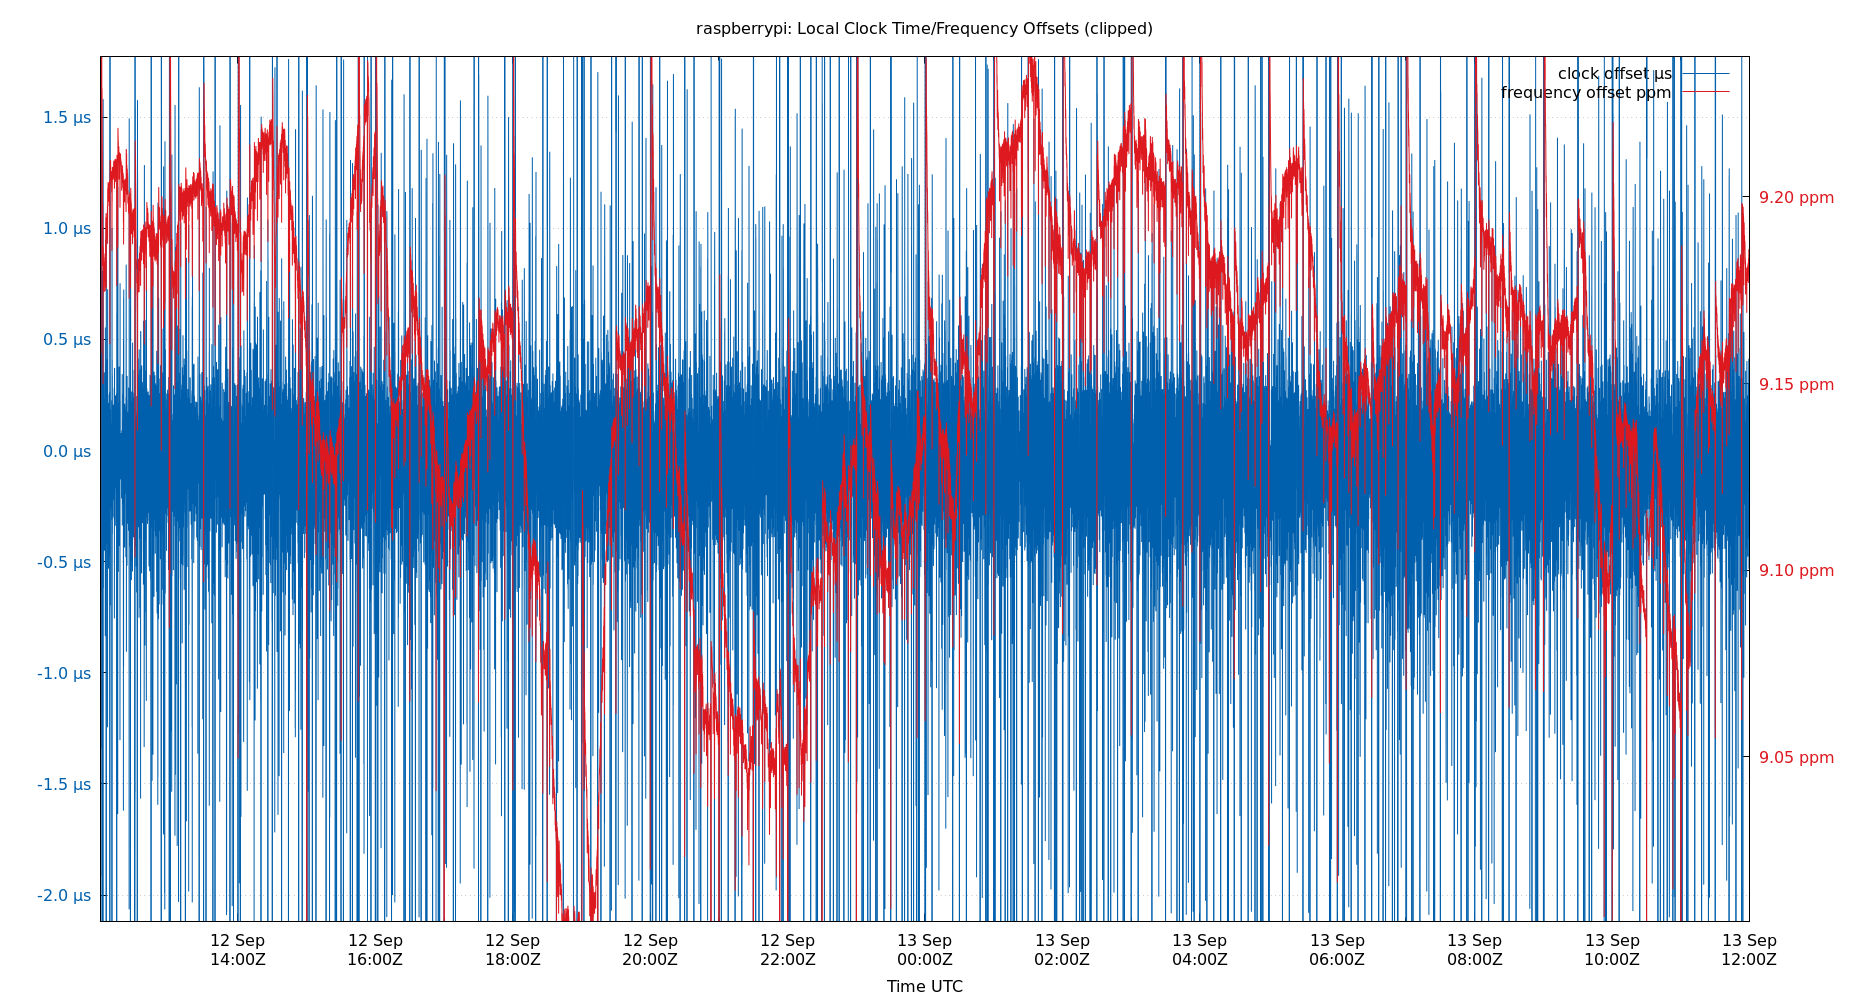 raspberrypi: Local Clock Time/Frequency Offsets (clipped)
clock offset µs
frequency offset ppm
1.5 µs
1.0 µs
0.5 µs
0.0 µs
-0.5 µs
-1.0 µs
-1.5 µs
-2.0 µs
9.20 ppm
9.15 ppm
9.10 ppm
9.05 ppm
12 Sep 12 Sep 12 Sep 12 Sep 12 Sep 13 Sep 13 Sep 13 Sep 13 Sep 13 Sep 13 Sep 13 Sep
14:00Z 16:00Z 18:00Z 20:00Z 22:00Z 00:00Z 02:00Z 04:00Z 06:00Z 08:00Z 10:00Z 12:00Z
Time UTC